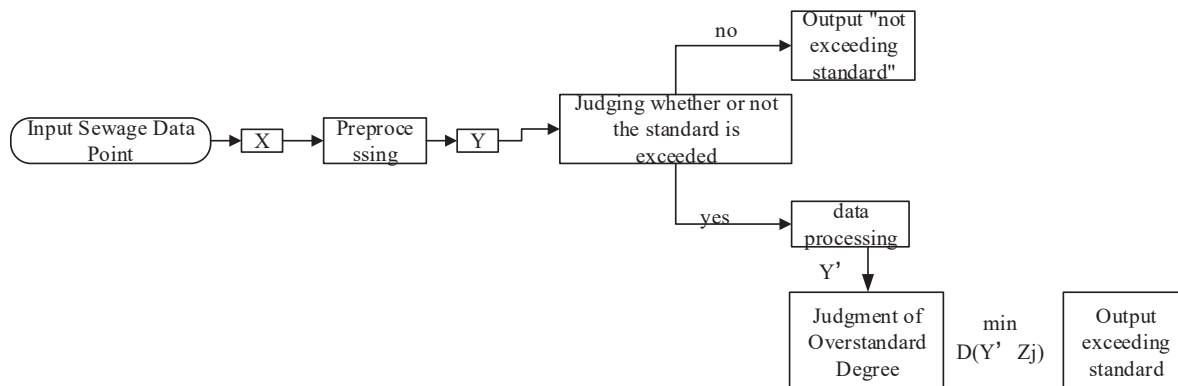 no
Output "not
exceeding
standard"
Input Sewage Data
Point
X
Preproce
ssing
Y
Judging whether or not
the standard is
exceeded
yes
data
processing
Y’
Judgment of
Overstandard
Degree
min
D(Y’ Zj)
Output
exceeding
standard